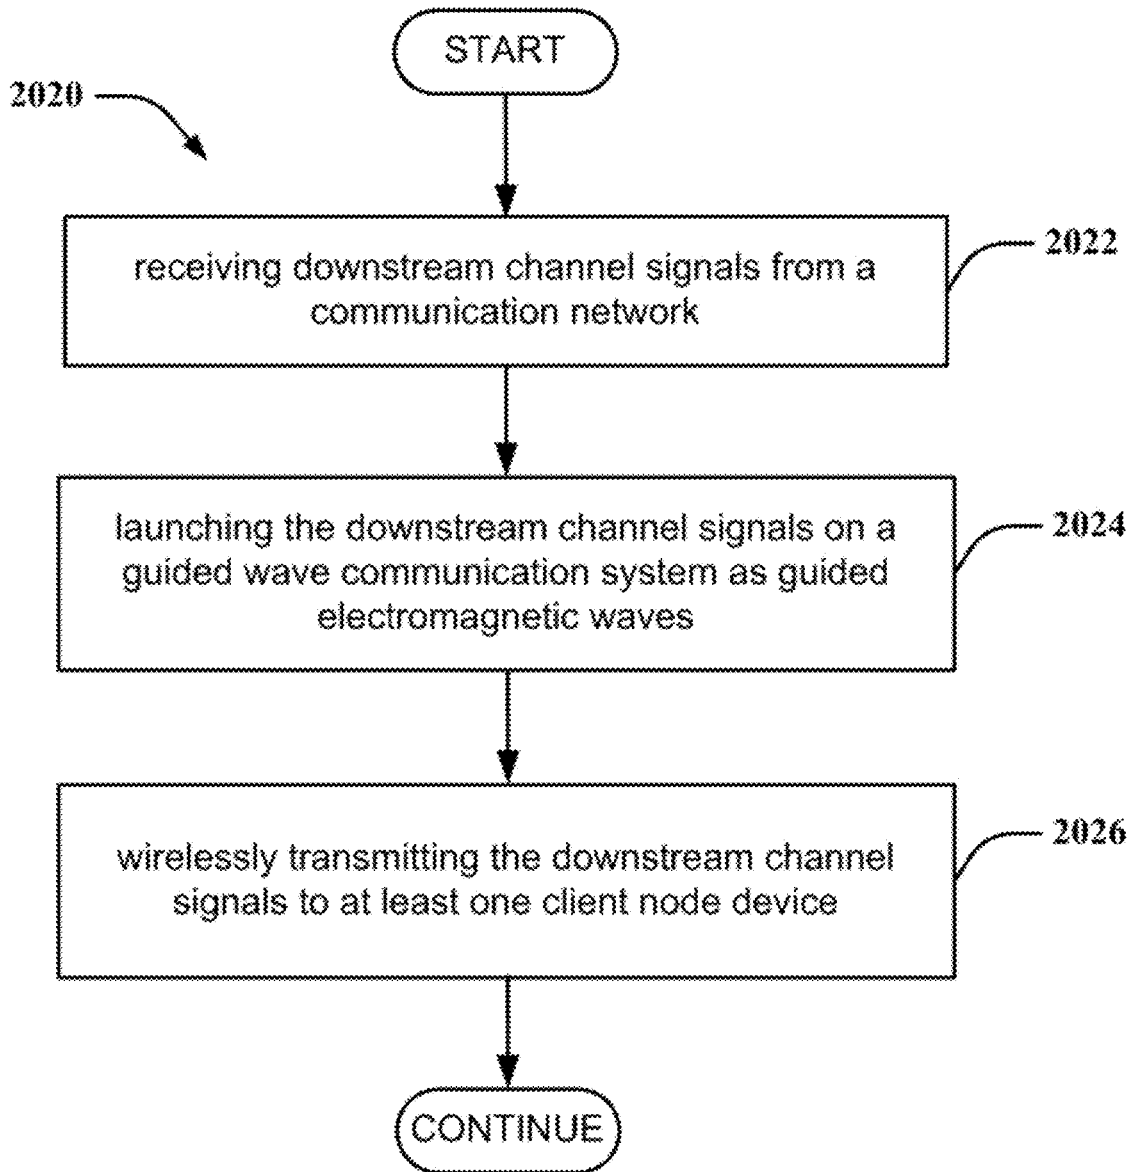 START
2020
receiving downstream channel signals from a
communication network
2022
launching the downstream channel signals on a
guided wave communication system as guided
electromagnetic waves
2024
wirelessly transmitting the downstream channel
signals to at least one client node device
2026
CONTINUE